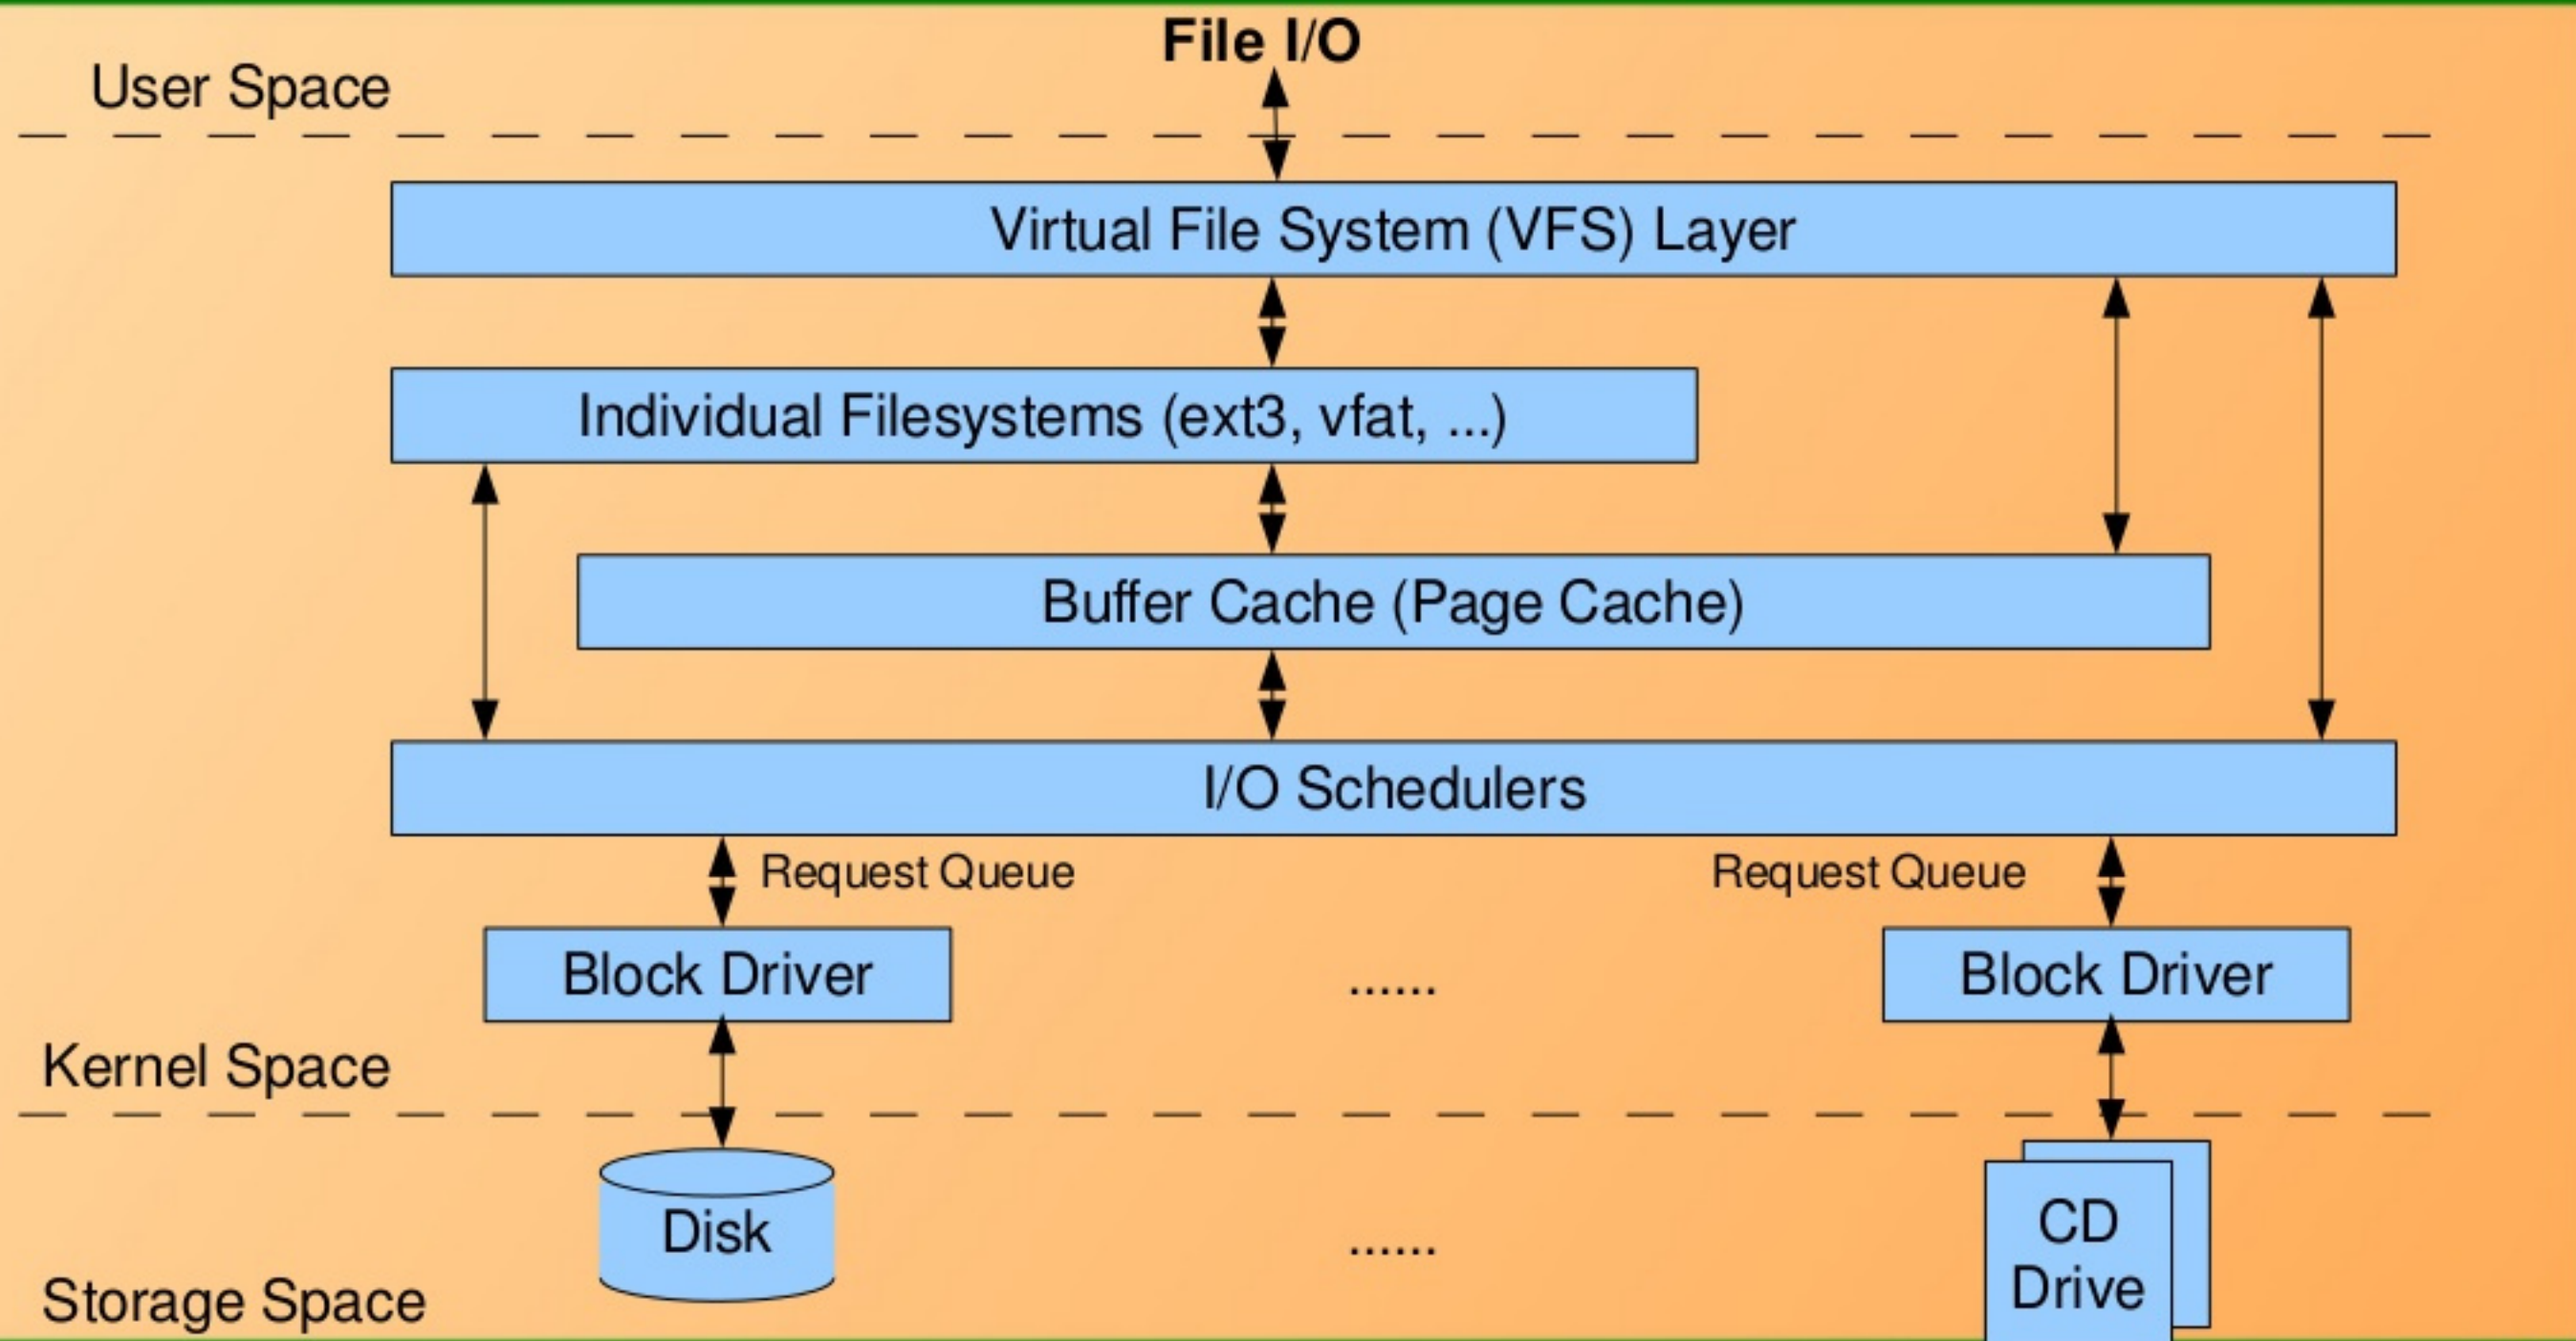 File I/O
User Space
Virtual File System (VFS) Layer
Individual Filesystems (ext3, vfat, ...)
Buffer Cache (Page Cache)
I/O Schedulers
Request Queue
Request Queue
Block Driver
......
Block Driver
Kernel Space
Disk
......
CD
Drive
Storage Space